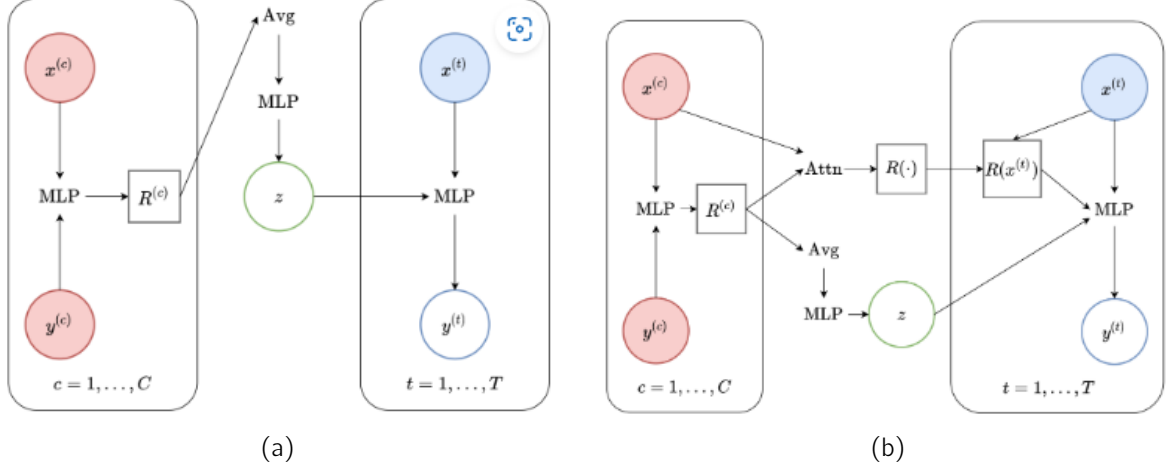 Avg
x^(c)
x^(t)
MLP
MLP
R^(c)
z
MLP
y^(c)
y^(t)
c = 1, . . . , C
t = 1, . . . , T
(a)
x^(c)
x^(t)
Attn
R(·)
R(x^(t))
MLP
R^(c)
MLP
Avg
MLP
z
y^(c)
y^(t)
c = 1, . . . , C
t = 1, . . . , T
(b)